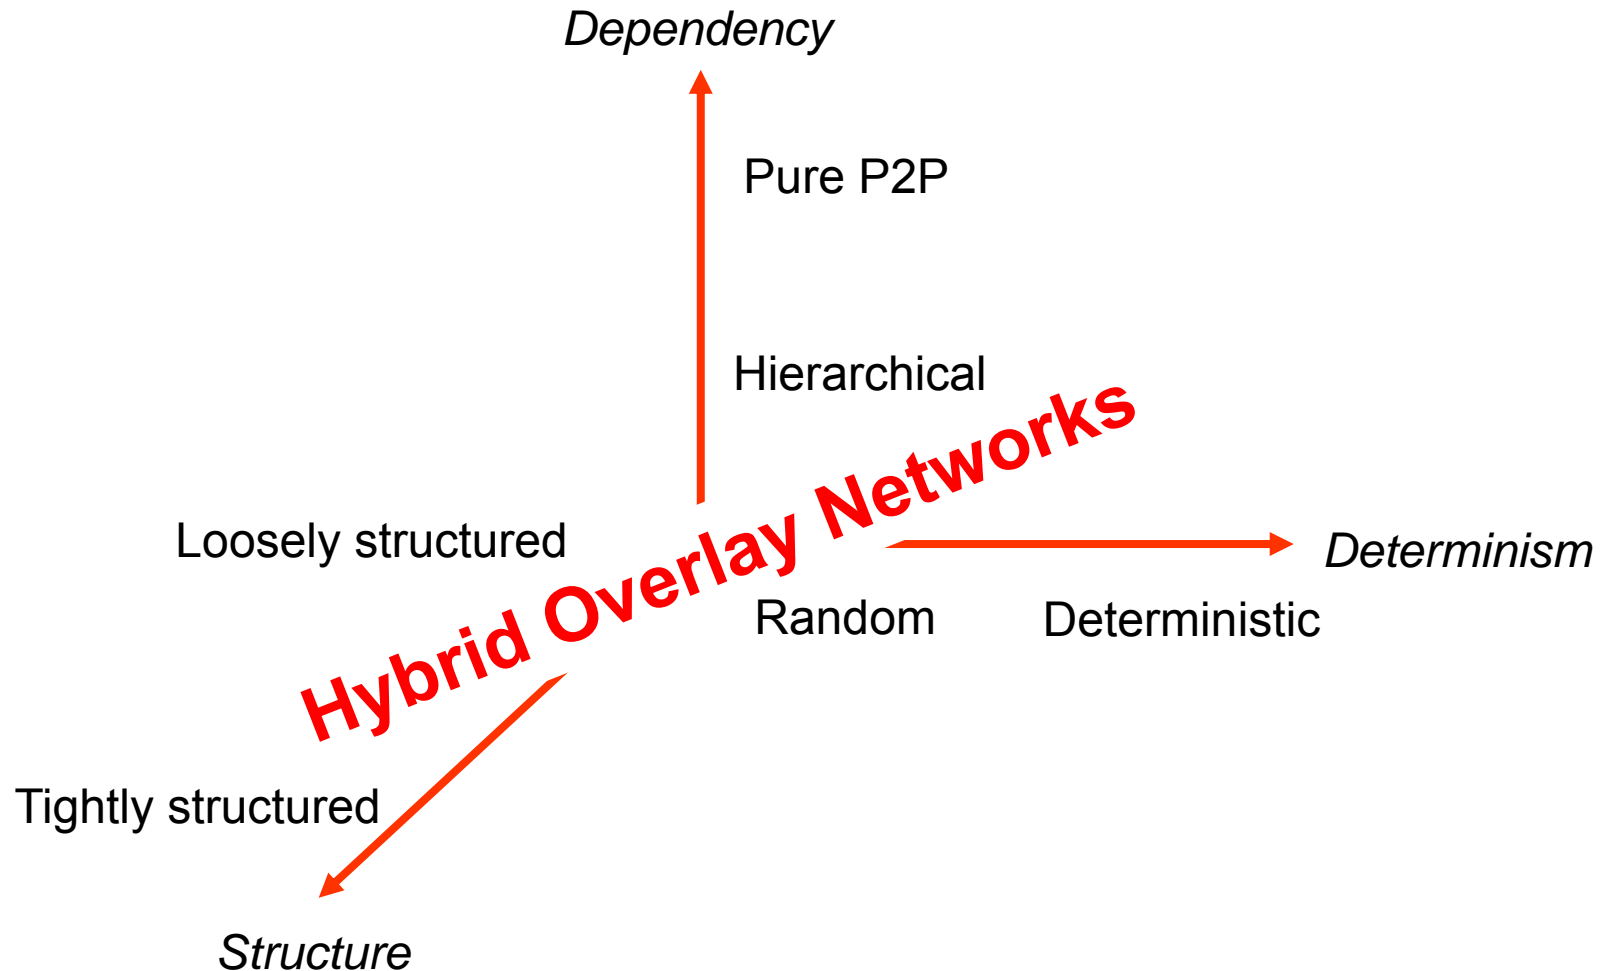 Dependency
Pure P2P
Hierarchical
Hybrid Overlay Networks
Loosely structured
Determinism
Random
Deterministic
Tightly structured
Structure